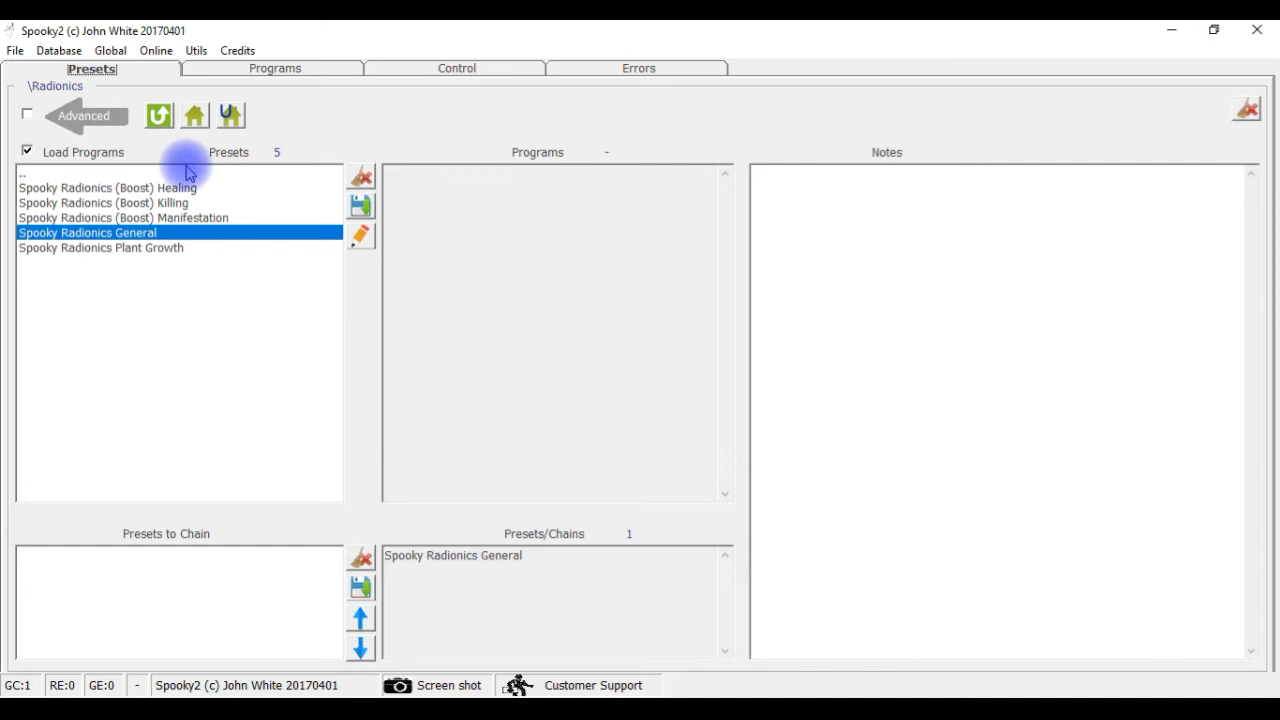 Spooky2 (c) John White 20170401
File Database Global Online Utils Credits
Presets Programs Control Errors
\Radionics
Advanced
Load Programs Presets 5 Programs - Notes
..
Spooky Radionics (Boost) Healing
Spooky Radionics (Boost) Killing
Spooky Radionics (Boost) Manifestation
Spooky Radionics General
Spooky Radionics Plant Growth
Presets to Chain Presets/Chains 1
Spooky Radionics General
GC:1 RE:0 GE:0 - Spooky2 (c) John White 20170401 Screen shot Customer Support